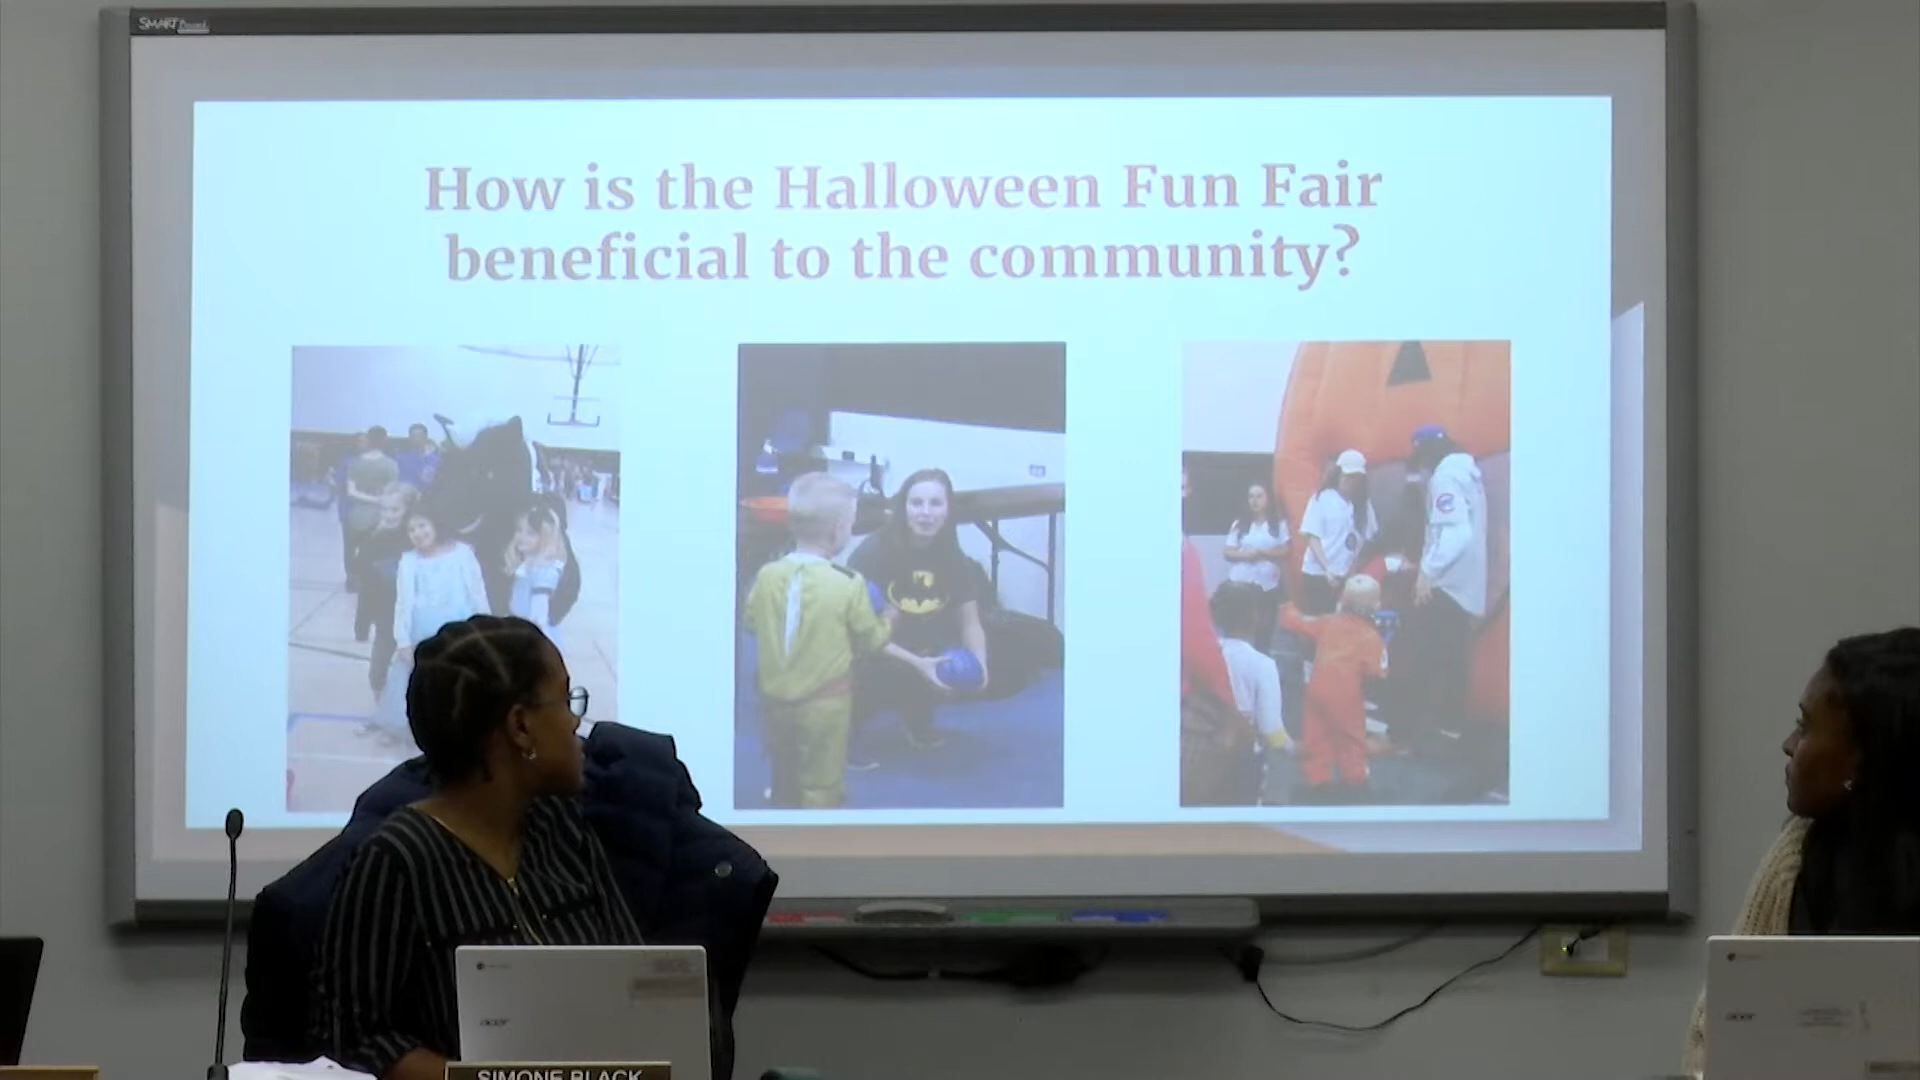 SMART Board
How is the Halloween Fun Fair
beneficial to the community?
acer
acer
SIMONE BLACK